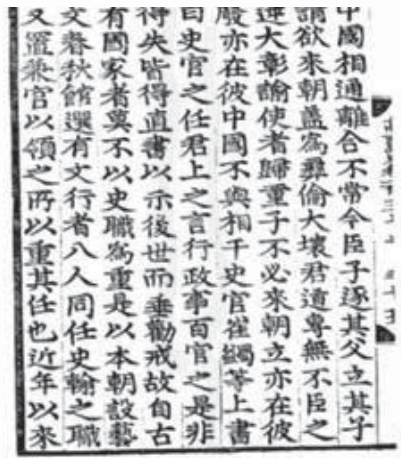 中國相通離合不常今臣子逐其父立其子
謂欲來朝蓋爲彛倫大壞君道專無不臣之
迹大彰諭使者歸重子不必來朝立亦在彼
廢亦在彼中國不與相干史官崔蠲等上書
曰史官之任君上之言行政事百官之是非
得失皆得直書以示後世而垂勸戒故自古
有國家者莫不以史職爲重是以本朝設藝
文春秋館選有文行者八人同任史翰之職
又置兼官以領之所以重其任也近年以來